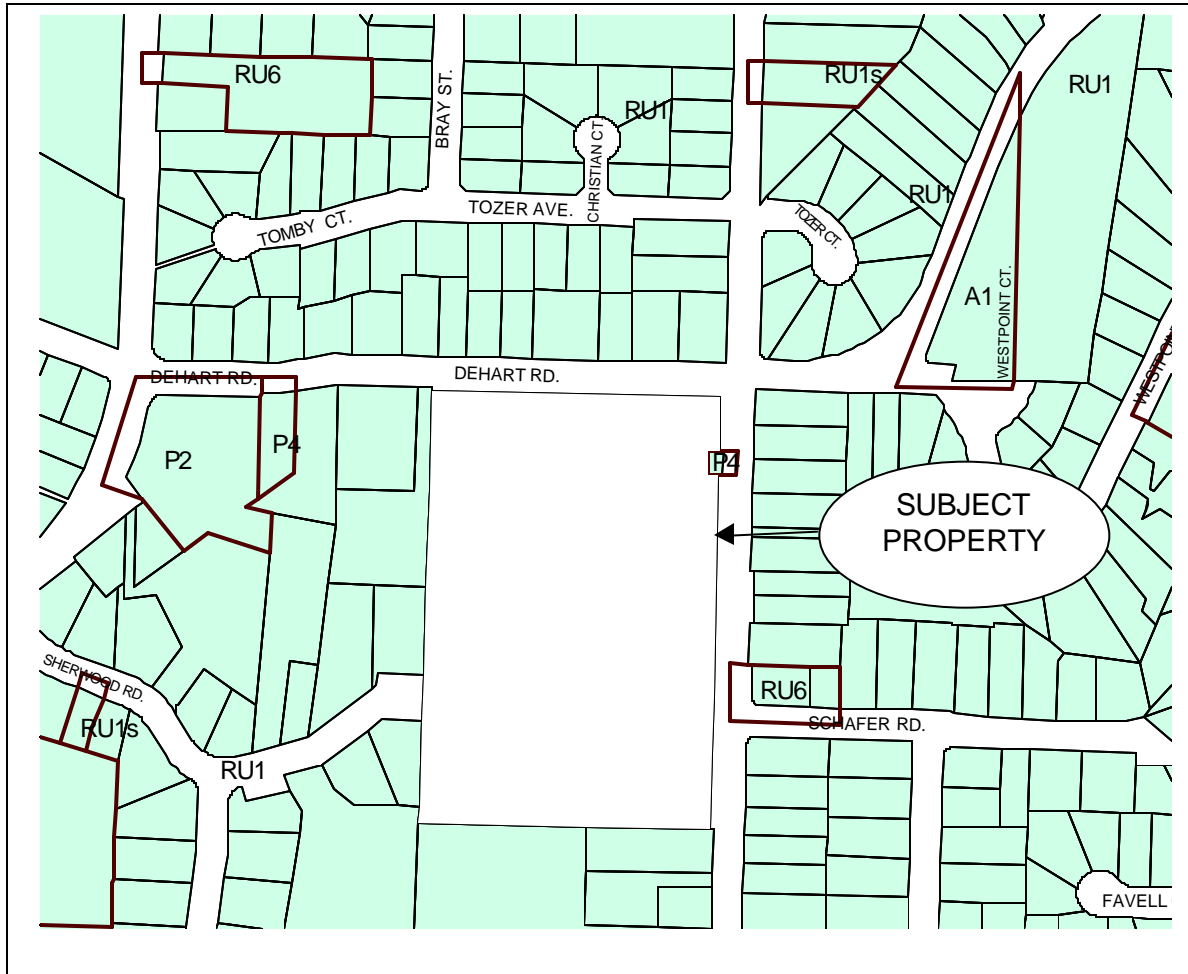 RU6
RU1s
RU1
BRAY ST.
RU1
CHRISTIAN CT.
RU1
TOZER AVE.
TOMBY CT.
TOZER CT.
A1
WESTPOINT CT.
DEHART RD.
DEHART RD.
P2
P4
P4
SUBJECT
PROPERTY
SHERWOOD RD.
RU1s
RU6
SCHAFER RD.
RU1
FAVELL